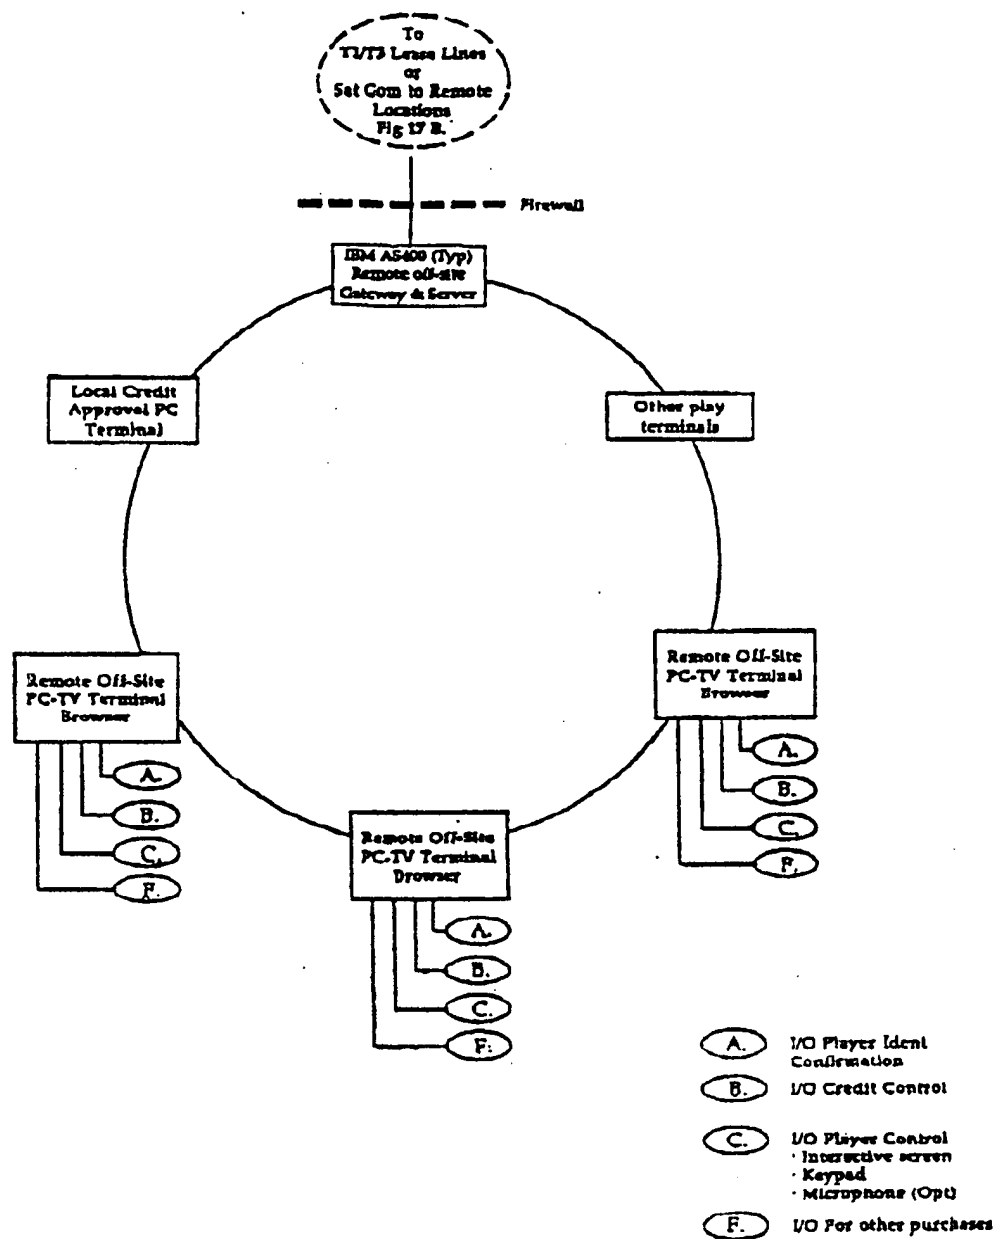 To
T1/T3 Lease Lines
or
Sat Com to Remote
Locations
Fig 17 B.
Firewall
IBM AS400 (Typ)
Remote off-site
Gateway & Server
Local Credit
Approval PC
Terminal
Other play
terminals
Remote Off-Site
PC-TV Terminal
Browser
A.
B.
C.
F.
Remote Off-Site
PC-TV Terminal
Browser
A.
B.
C.
F.
Remote Off-Site
PC-TV Terminal
Browser
A.
B.
C.
F.
A. I/O Player Ident
Confirmation
B. I/O Credit Control
C. I/O Player Control
· Interactive screen
· Keypad
· Microphone (Opt)
F. I/O For other purchases